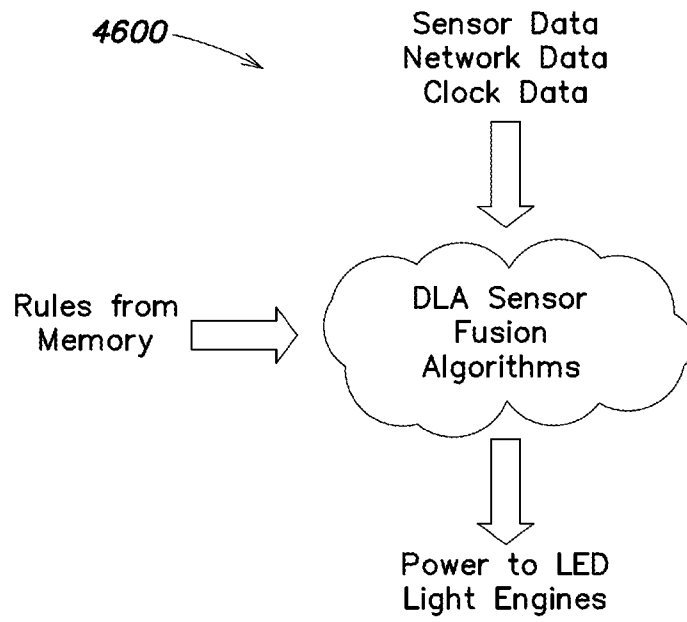 4600
Sensor Data
Network Data
Clock Data
Rules from
Memory
DLA Sensor
Fusion
Algorithms
Power to LED
Light Engines